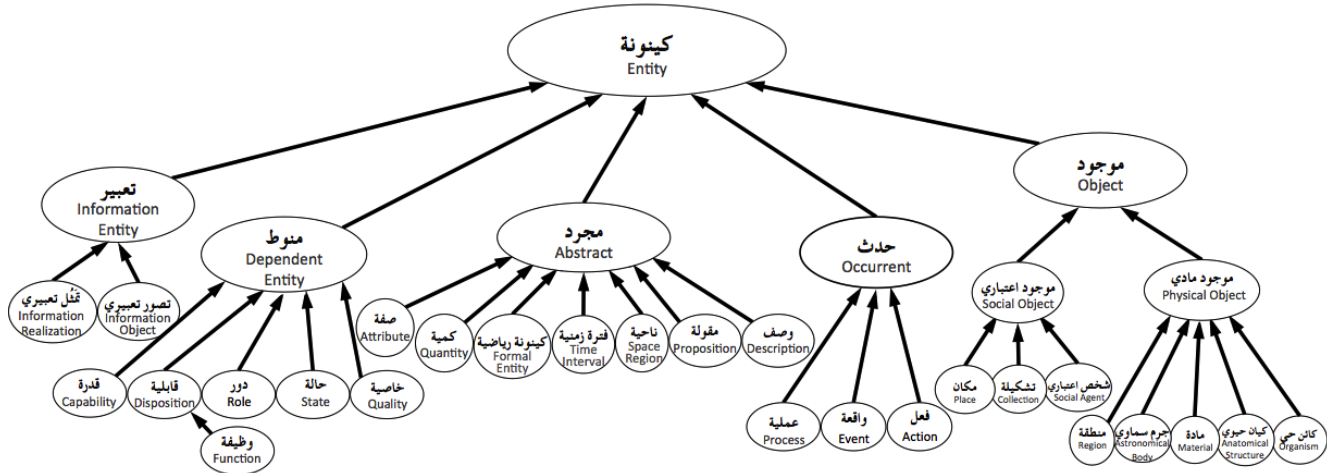 كينونة
Entity
تعبير
Information
Entity
منوط
Dependent
Entity
مجرد
Abstract
حدث
Occurrent
موجود
Object
تمثُل تعبيري
Information
Realization
تصور تعبيري
Information
Object
صفة
Attribute
كمية
Quantity
كينونة رياضية
Formal
Entity
فترة زمنية
Time
Interval
ناحية
Space
Region
مقولة
Proposition
وصف
Description
موجود اعتباري
Social Object
موجود مادي
Physical Object
قدرة
Capability
قابلية
Disposition
دور
Role
حالة
State
خاصية
Quality
وظيفة
Function
عملية
Process
واقعة
Event
فعل
Action
مكان
Place
تشكيلة
Collection
شخص اعتباري
Social Agent
منطقة
Region
جرم سماوي
Astronomical
Body
مادة
Material
كيان حيوي
Anatomical
Structure
كائن حي
Organism